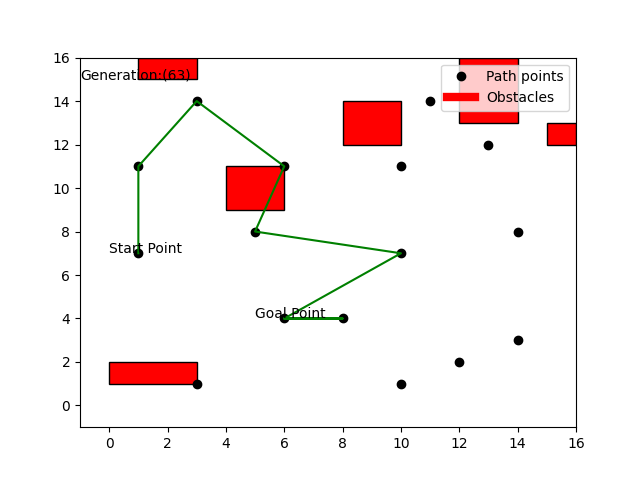 16
Generation:(63)
Path points
Obstacles
14
12
10
8
Start Point
6
Goal Point
4
2
0
0 2 4 6 8 10 12 14 16